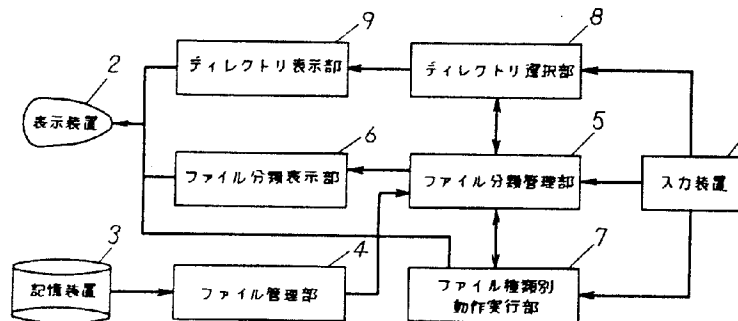 9
8
ディレクトリ表示部
ディレクトリ選択部
2
表示装置
6
5
ファイル分類表示部
ファイル分類管理部
入力装置
3
4
7
記憶装置
ファイル管理部
ファイル種類別
動作実行部